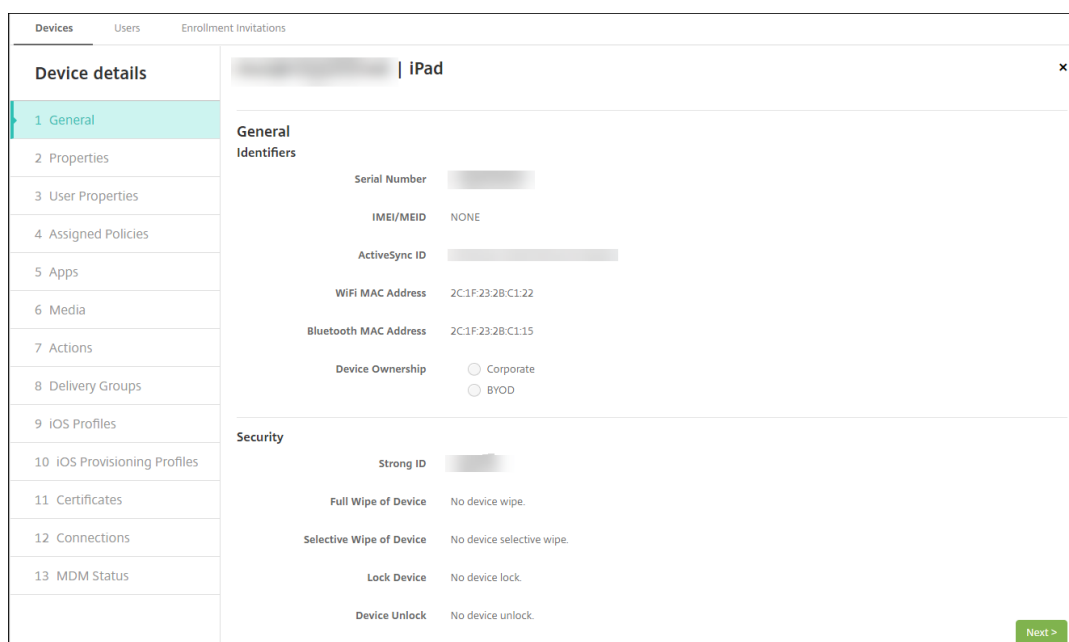 Devices Users Enrollment Invitations
Device details
1 General
2 Properties
3 User Properties
4 Assigned Policies
5 Apps
6 Media
7 Actions
8 Delivery Groups
9 iOS Profiles
10 iOS Provisioning Profiles
11 Certificates
12 Connections
13 MDM Status
| iPad
×
General
Identifiers
Serial Number
IMEI/MEID NONE
ActiveSync ID
WiFi MAC Address 2C:1F:23:2B:C1:22
Bluetooth MAC Address 2C:1F:23:2B:C1:15
Device Ownership Corporate
BYOD
Security
Strong ID
Full Wipe of Device No device wipe.
Selective Wipe of Device No device selective wipe.
Lock Device No device lock.
Device Unlock No device unlock.
Next >